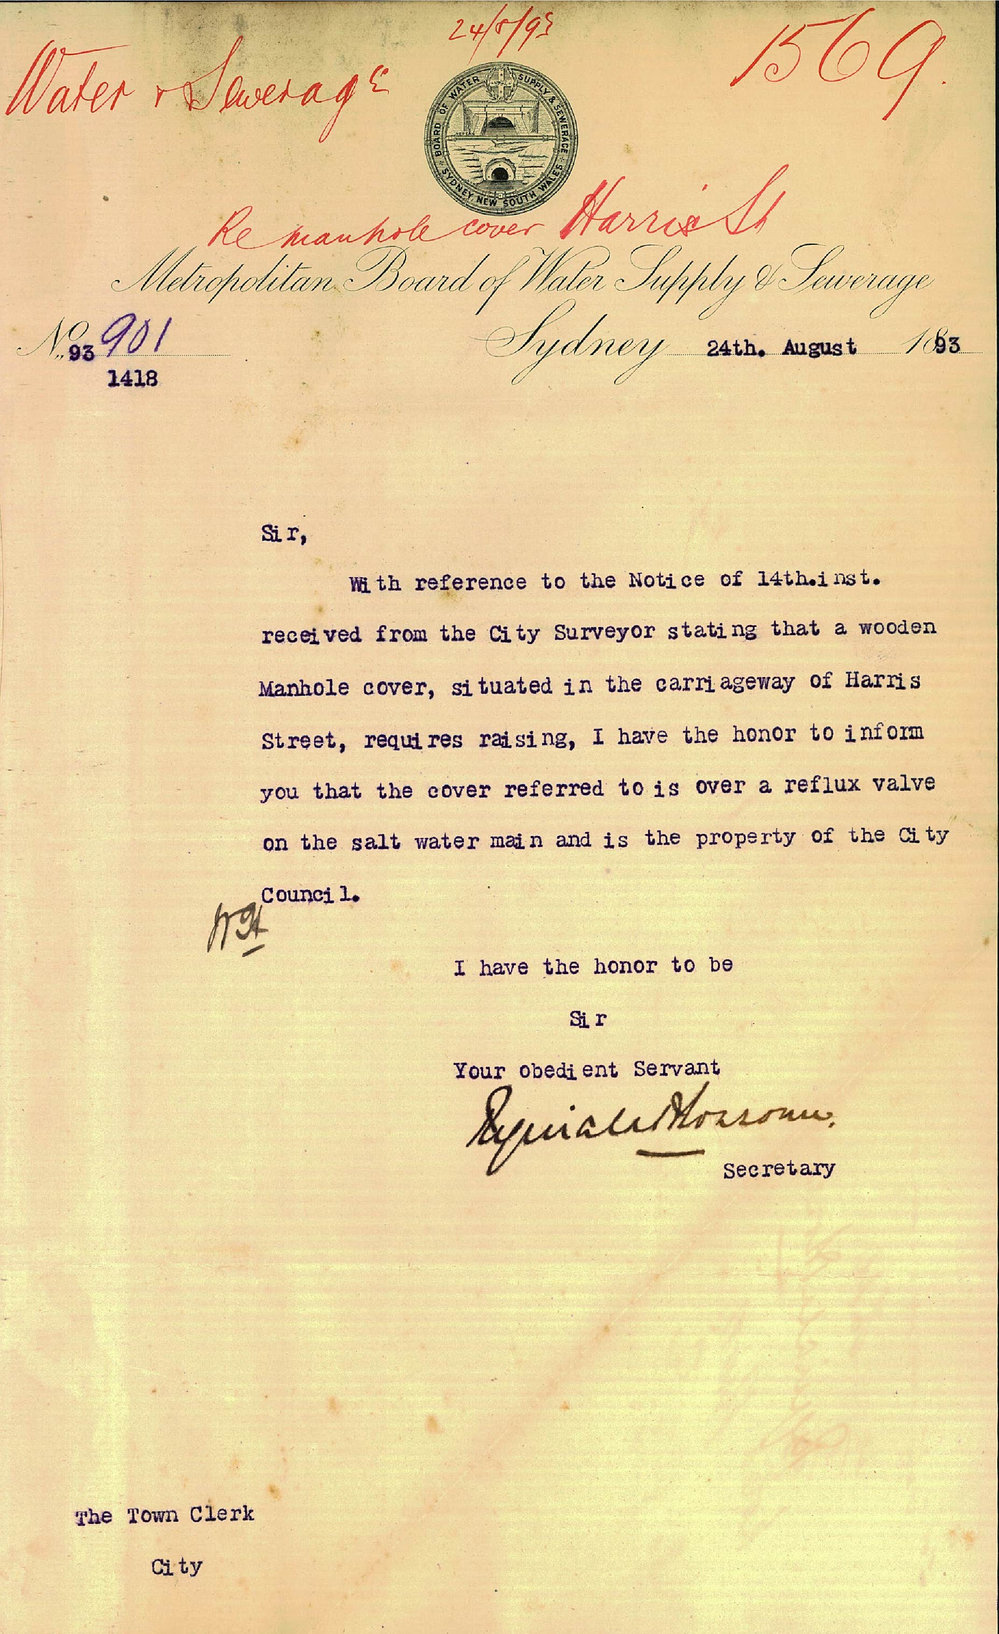 24/8/93
1569.
Water & Sewerage
BOARD OF WATER SUPPLY & SEWERAGE
SYDNEY NEW SOUTH WALES
Re manhole cover Harris St
Metropolitan Board of Water Supply & Sewerage
No. 93 901
1418
Sydney 24th. August 1893
Sir,
With reference to the Notice of 14th.inst.
received from the City Surveyor stating that a wooden
Manhole cover, situated in the carriageway of Harris
Street, requires raising, I have the honor to inform
you that the cover referred to is over a reflux valve
on the salt water main and is the property of the City
Council.
I have the honor to be
Sir
Your obedient Servant
Secretary
The Town Clerk
City